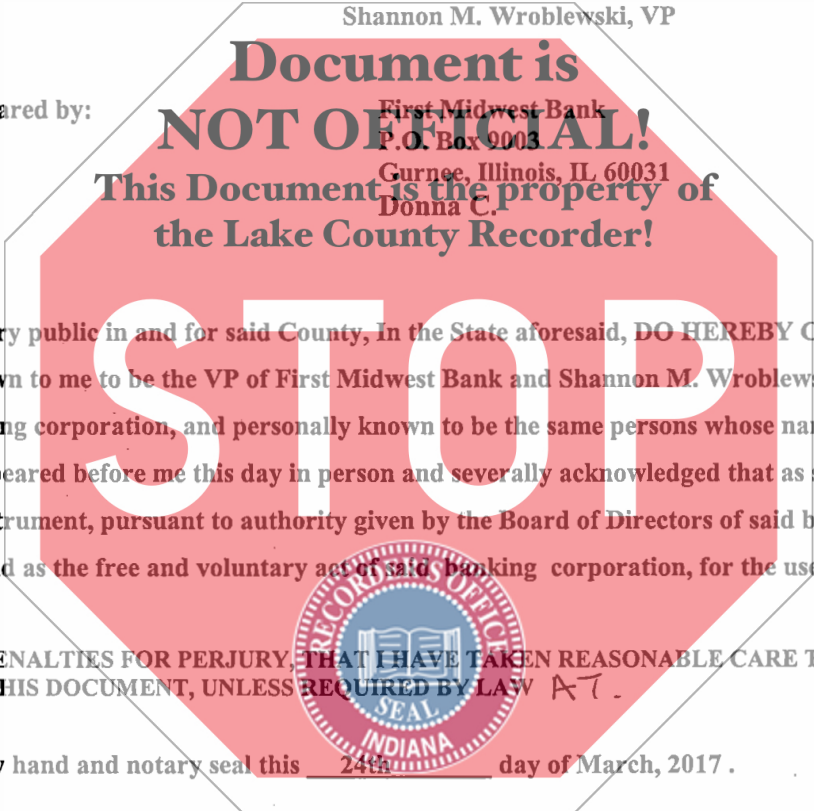 Shannon M. Wroblewski, VP
Document is
ared by:
First Midwest Bank
NOT OFFICIAL!
P.O. Box 9003
Gurnee, Illinois, IL 60031
This Document is the property of
Donna C.
the Lake County Recorder!
ry public in and for said County, In the State aforesaid, DO HEREBY C
STOP
wn to me to be the VP of First Midwest Bank and Shannon M. Wroblews
ng corporation, and personally known to be the same persons whose nar
eared before me this day in person and severally acknowledged that as s
trument, pursuant to authority given by the Board of Directors of said b
d as the free and voluntary act of said banking corporation, for the use
RECORDER'S OFFICE
SEAL
INDIANA
ENALTIES FOR PERJURY, THAT I HAVE TAKEN REASONABLE CARE T
HIS DOCUMENT, UNLESS REQUIRED BY LAW AT.
y hand and notary seal this 24th day of March, 2017 .